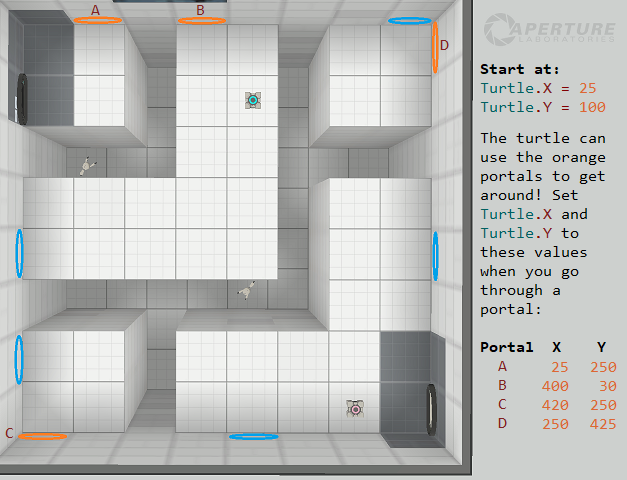 A
B
D
C
APERTURE
LABORATORIES
Start at:
Turtle.X = 25
Turtle.Y = 100
The turtle can
use the orange
portals to get
around! Set
Turtle.X and
Turtle.Y to
these values
when you go
through a
portal:
Portal X Y
A 25 250
B 400 30
C 420 250
D 250 425